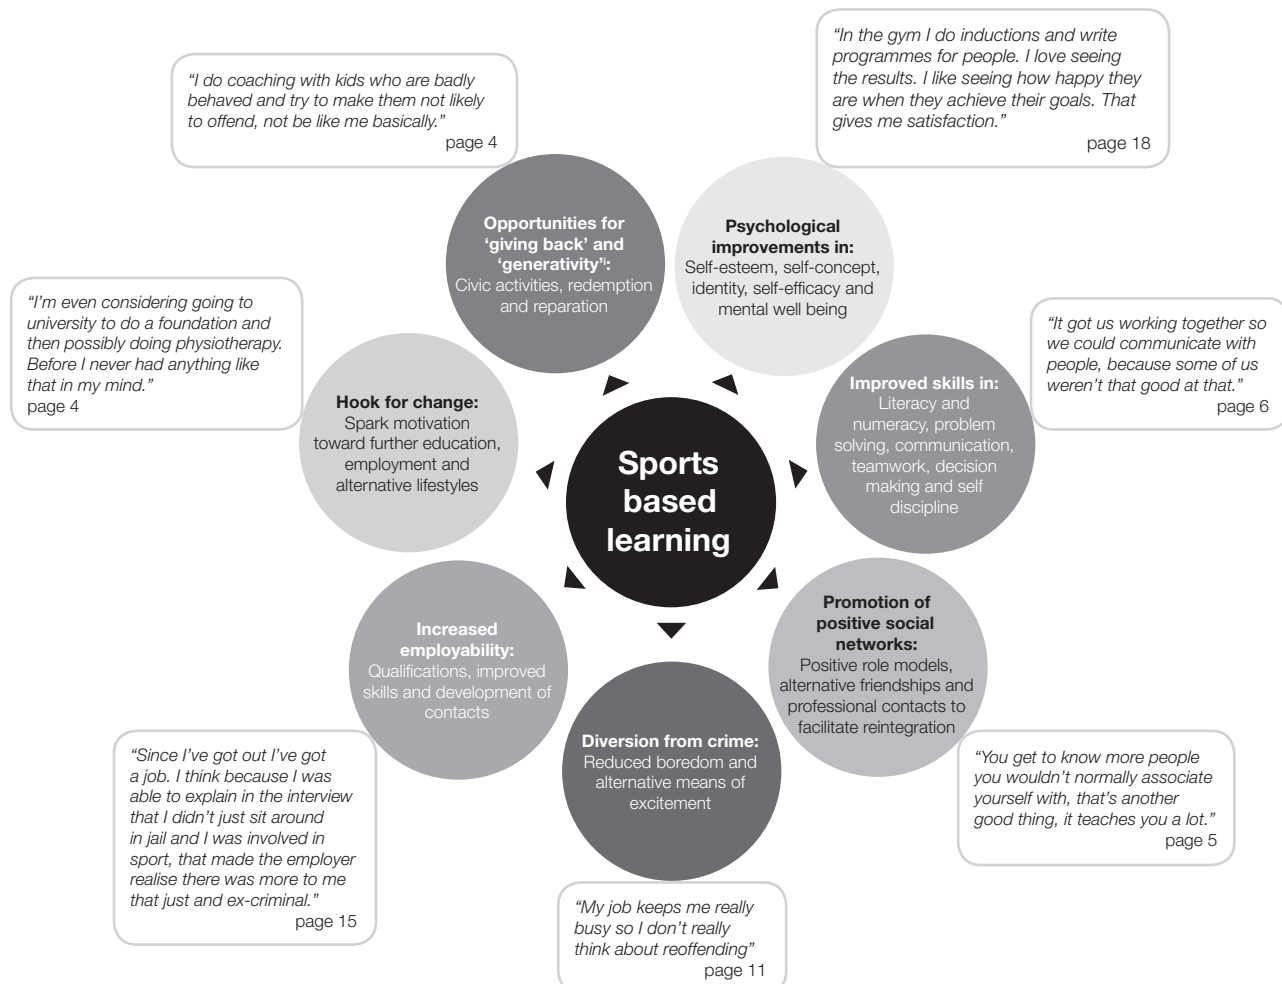 “I do coaching with kids who are badly
behaved and try to make them not likely
to offend, not be like me basically.”
page 4
“In the gym I do inductions and write
programmes for people. I love seeing
the results. I like seeing how happy they
are when they achieve their goals. That
gives me satisfaction.”
page 18
Opportunities for
‘giving back’ and
‘generativity’ⁱ:
Civic activities, redemption
and reparation
Psychological
improvements in:
Self-esteem, self-concept,
identity, self-efficacy and
mental well being
“I’m even considering going to
university to do a foundation and
then possibly doing physiotherapy.
Before I never had anything like
that in my mind.”
page 4
“It got us working together so
we could communicate with
people, because some of us
weren’t that good at that.”
page 6
Hook for change:
Spark motivation
toward further education,
employment and
alternative lifestyles
Improved skills in:
Literacy and
numeracy, problem
solving, communication,
teamwork, decision
making and self
discipline
Sports
based
learning
Increased
employability:
Qualifications, improved
skills and development of
contacts
Promotion of
positive social
networks:
Positive role models,
alternative friendships and
professional contacts to
facilitate reintegration
Diversion from crime:
Reduced boredom and
alternative means of
excitement
“Since I’ve got out I’ve got
a job. I think because I was
able to explain in the interview
that I didn’t just sit around
in jail and I was involved in
sport, that made the employer
realise there was more to me
that just and ex-criminal.”
page 15
“You get to know more people
you wouldn’t normally associate
yourself with, that’s another
good thing, it teaches you a lot.”
page 5
“My job keeps me really
busy so I don’t really
think about reoffending”
page 11